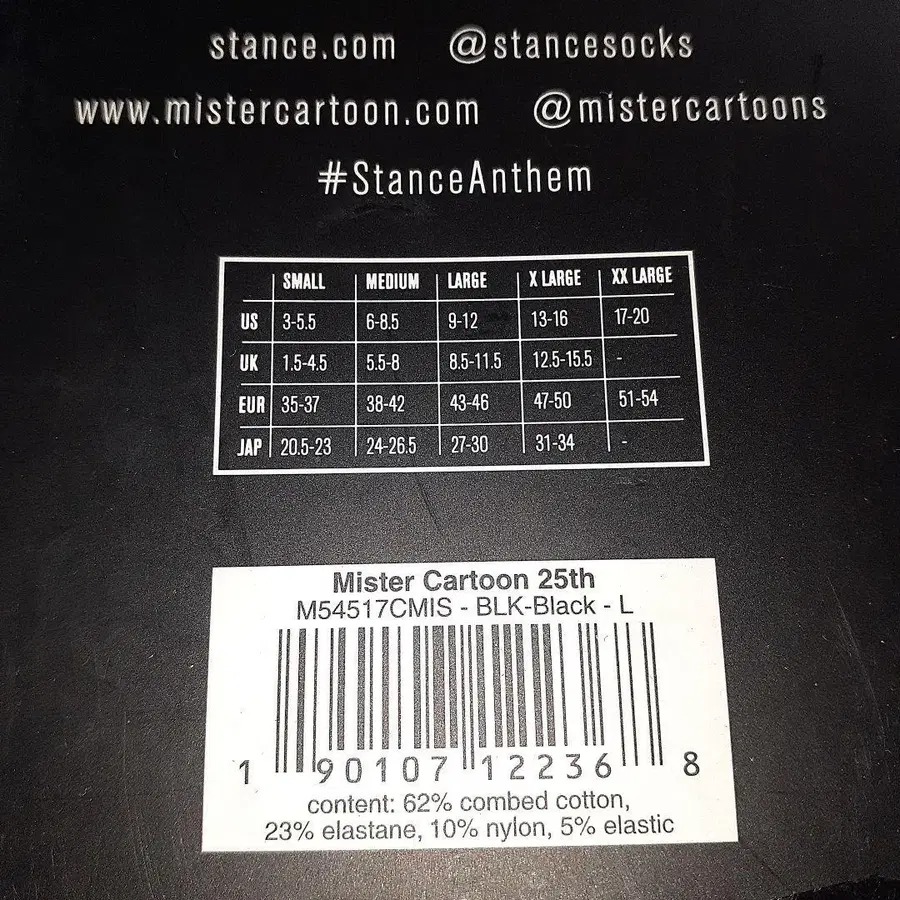 stance.com @stancesocks
www.mistercartoon.com @mistercartoons
#StanceAnthem
SMALL MEDIUM LARGE X LARGE XX LARGE
US 3-5.5 6-8.5 9-12 13-16 17-20
UK 1.5-4.5 5.5-8 8.5-11.5 12.5-15.5 -
EUR 35-37 38-42 43-46 47-50 51-54
JAP 20.5-23 24-26.5 27-30 31-34 -
Mister Cartoon 25th
M54517CMIS - BLK-Black - L
1 90107 12236 8
content: 62% combed cotton,
23% elastane, 10% nylon, 5% elastic